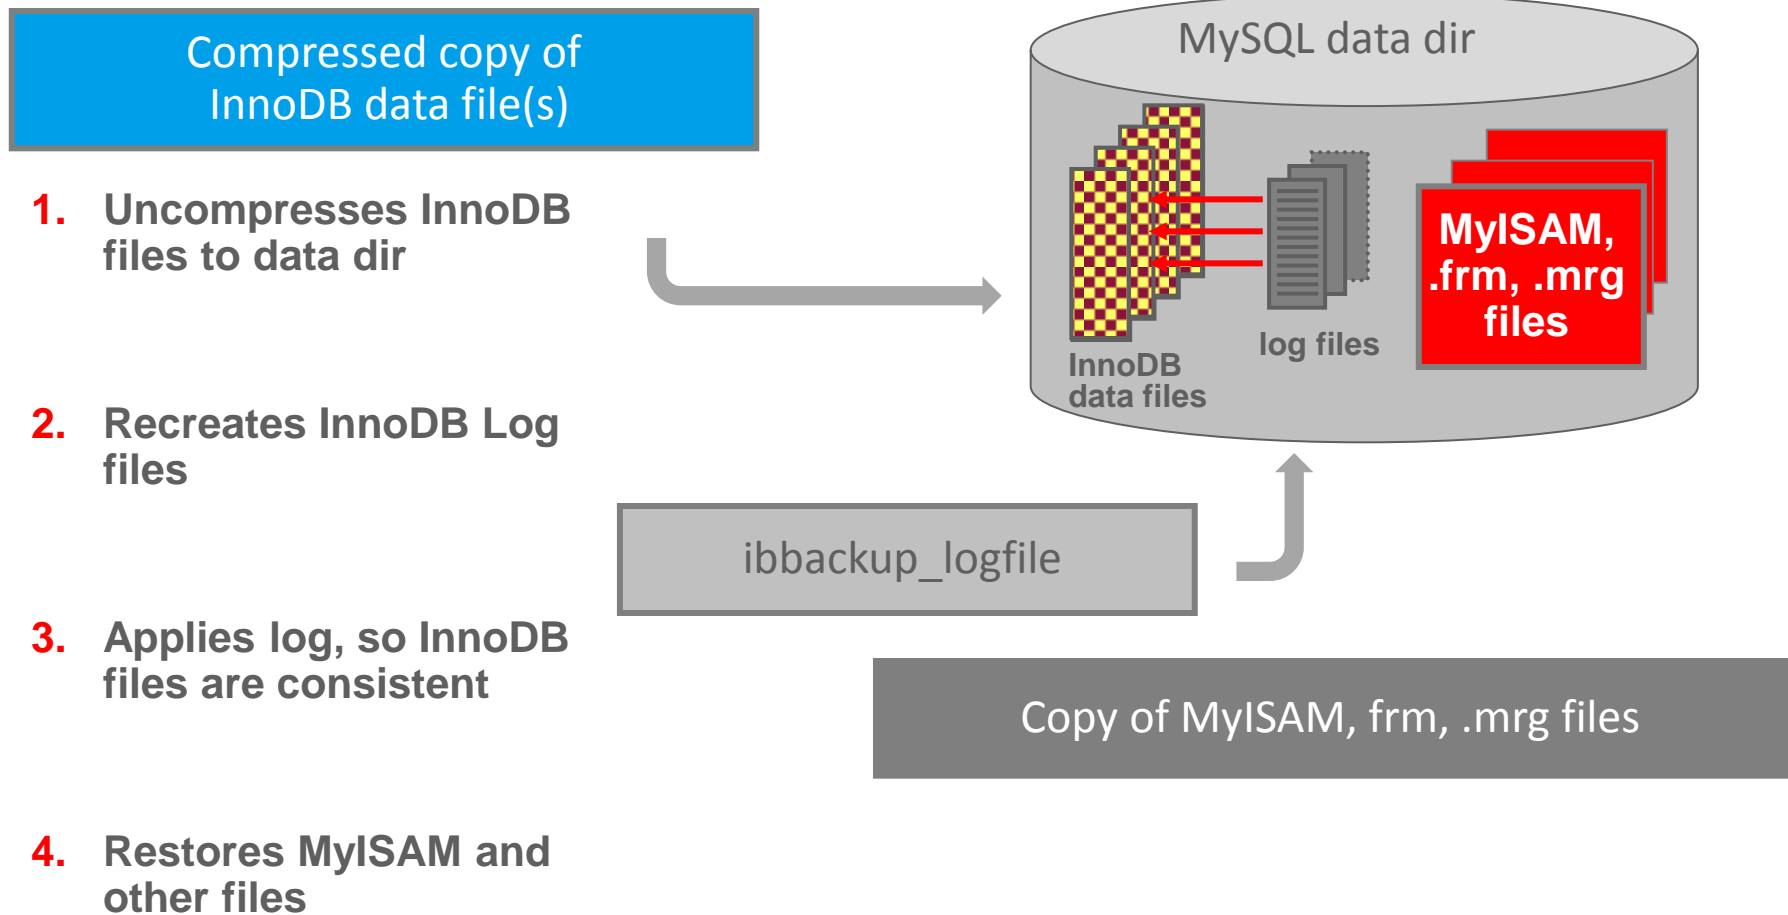 Compressed copy of
InnoDB data file(s)
1. Uncompresses InnoDB
files to data dir
2. Recreates InnoDB Log
files
3. Applies log, so InnoDB
files are consistent
4. Restores MyISAM and
other files
MySQL data dir
InnoDB
data files
log files
MyISAM,
.frm, .mrg
files
ibbackup_logfile
Copy of MyISAM, frm, .mrg files